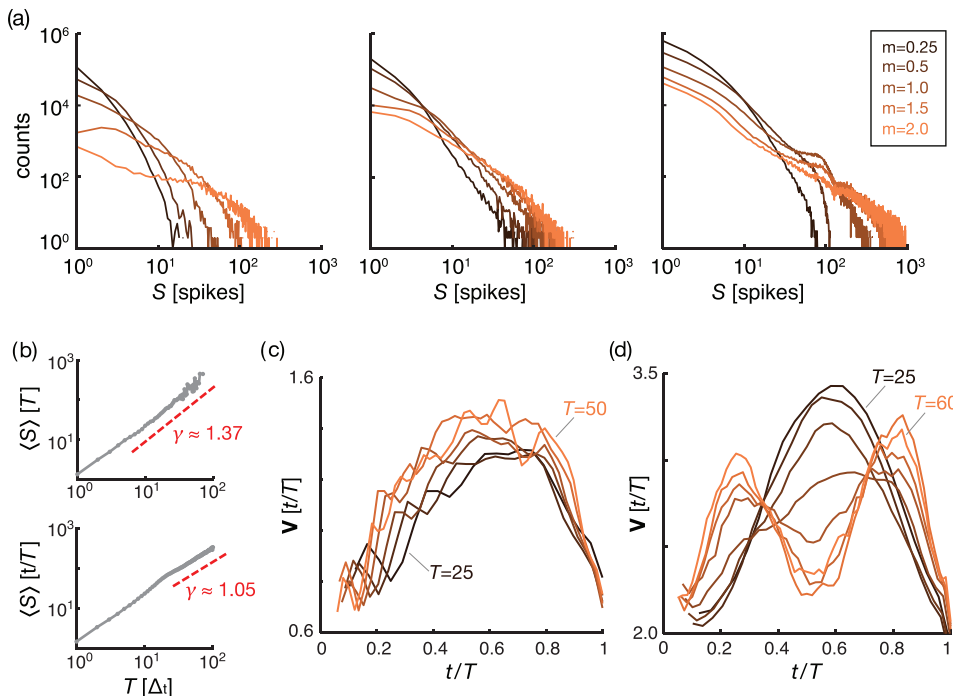 (a)
counts
10^6
10^4
10^2
10^0
10^0 10^1 10^2 10^3
S [spikes]
10^0 10^1 10^2 10^3
S [spikes]
10^0 10^1 10^2 10^3
S [spikes]
m=0.25
m=0.5
m=1.0
m=1.5
m=2.0
(b)
⟨S⟩ [T]
10^3
10^1
γ ≈ 1.37
10^0 10^1 10^2
⟨S⟩ [t/T]
10^3
10^1
γ ≈ 1.05
10^0 10^1 10^2
T [Δt]
(c)
V [t/T]
1.6
0.6
T=50
T=25
0 0.2 0.4 0.6 0.8 1
t/T
(d)
V [t/T]
3.5
2.0
T=25
T=60
0 0.2 0.4 0.6 0.8 1
t/T